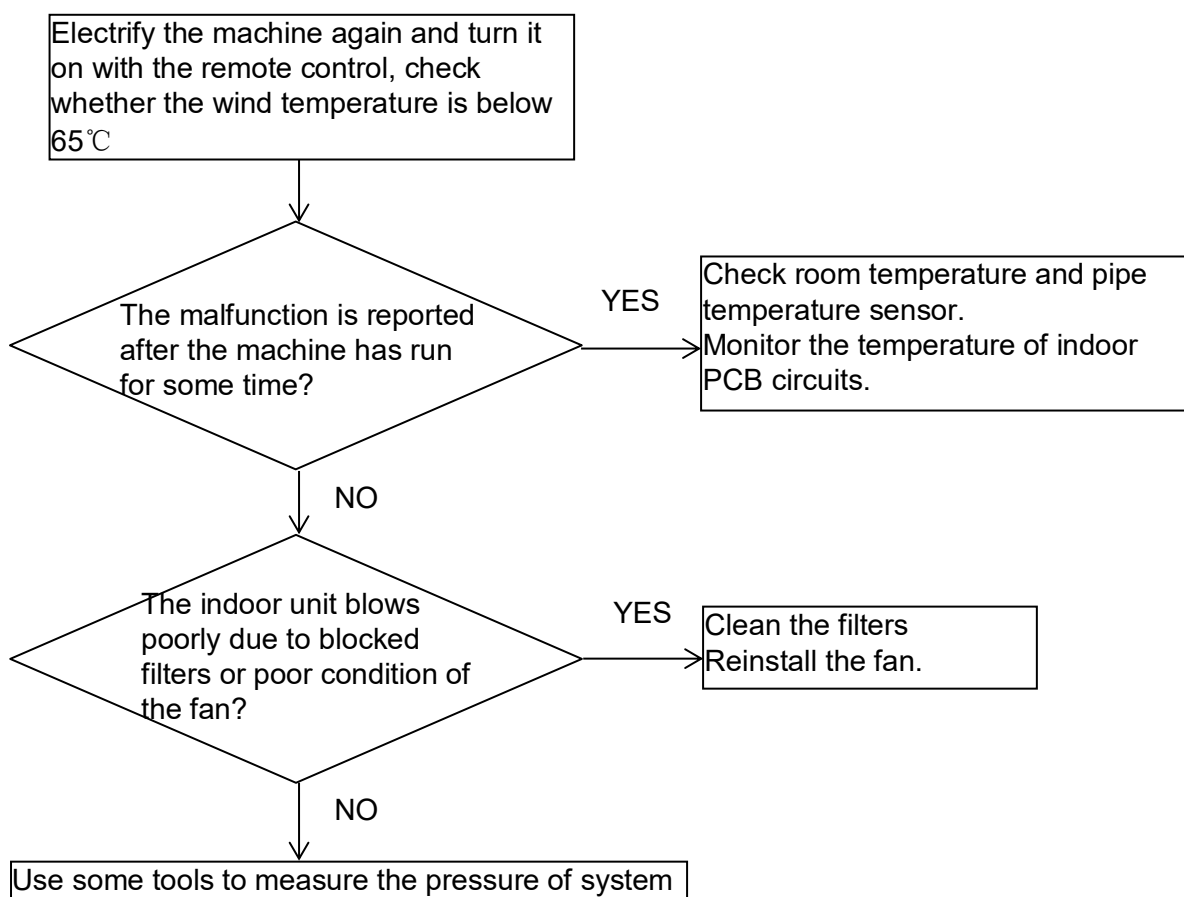 Electrify the machine again and turn it
on with the remote control, check
whether the wind temperature is below
65℃
The malfunction is reported
after the machine has run
for some time?
YES
Check room temperature and pipe
temperature sensor.
Monitor the temperature of indoor
PCB circuits.
NO
The indoor unit blows
poorly due to blocked
filters or poor condition of
the fan?
YES
Clean the filters
Reinstall the fan.
NO
Use some tools to measure the pressure of system